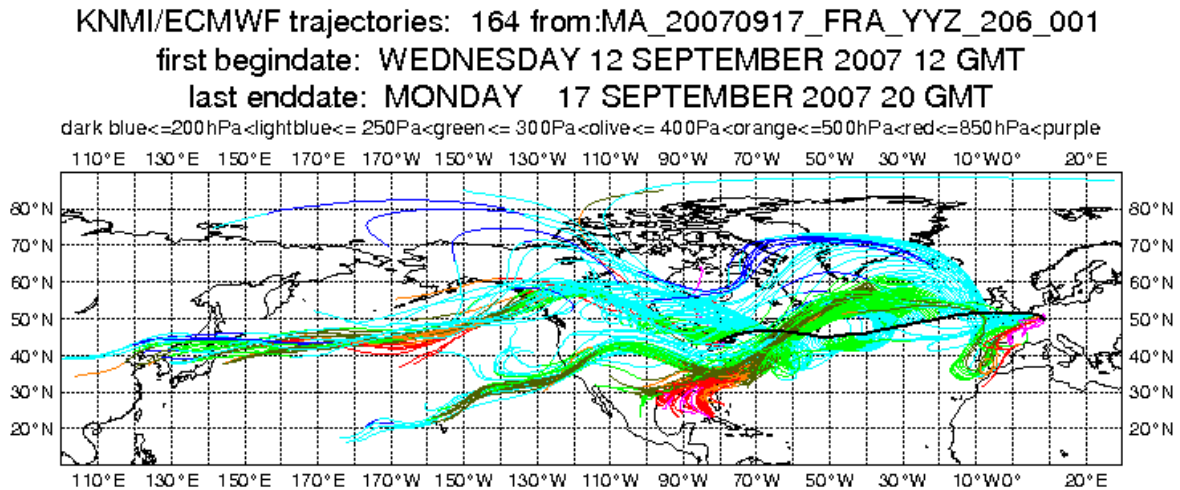 KNMI/ECMWF trajectories: 164 from:MA_20070917_FRA_YYZ_206_001
first begindate: WEDNESDAY 12 SEPTEMBER 2007 12 GMT
last enddate: MONDAY 17 SEPTEMBER 2007 20 GMT
dark blue<=200hPa<lightblue<= 250Pa<green<= 300Pa<olive<= 400Pa<orange<=500hPa<red<=850hPa<purple
110°E 130°E 150°E 170°E 170°W 150°W 130°W 110°W 90°W 70°W 50°W 30°W 10°W 0° 20°E
80°N 80°N
70°N 70°N
60°N 60°N
50°N 50°N
40°N 40°N
30°N 30°N
20°N 20°N
110°E 130°E 150°E 170°E 170°W 150°W 130°W 110°W 90°W 70°W 50°W 30°W 10°W 0° 20°E